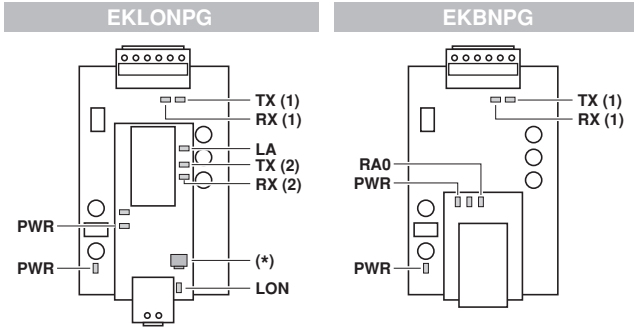 EKLONPG
TX (1)
RX (1)
LA
TX (2)
RX (2)
PWR
PWR
(*)
LON
EKBNPG
TX (1)
RX (1)
RA0
PWR
PWR